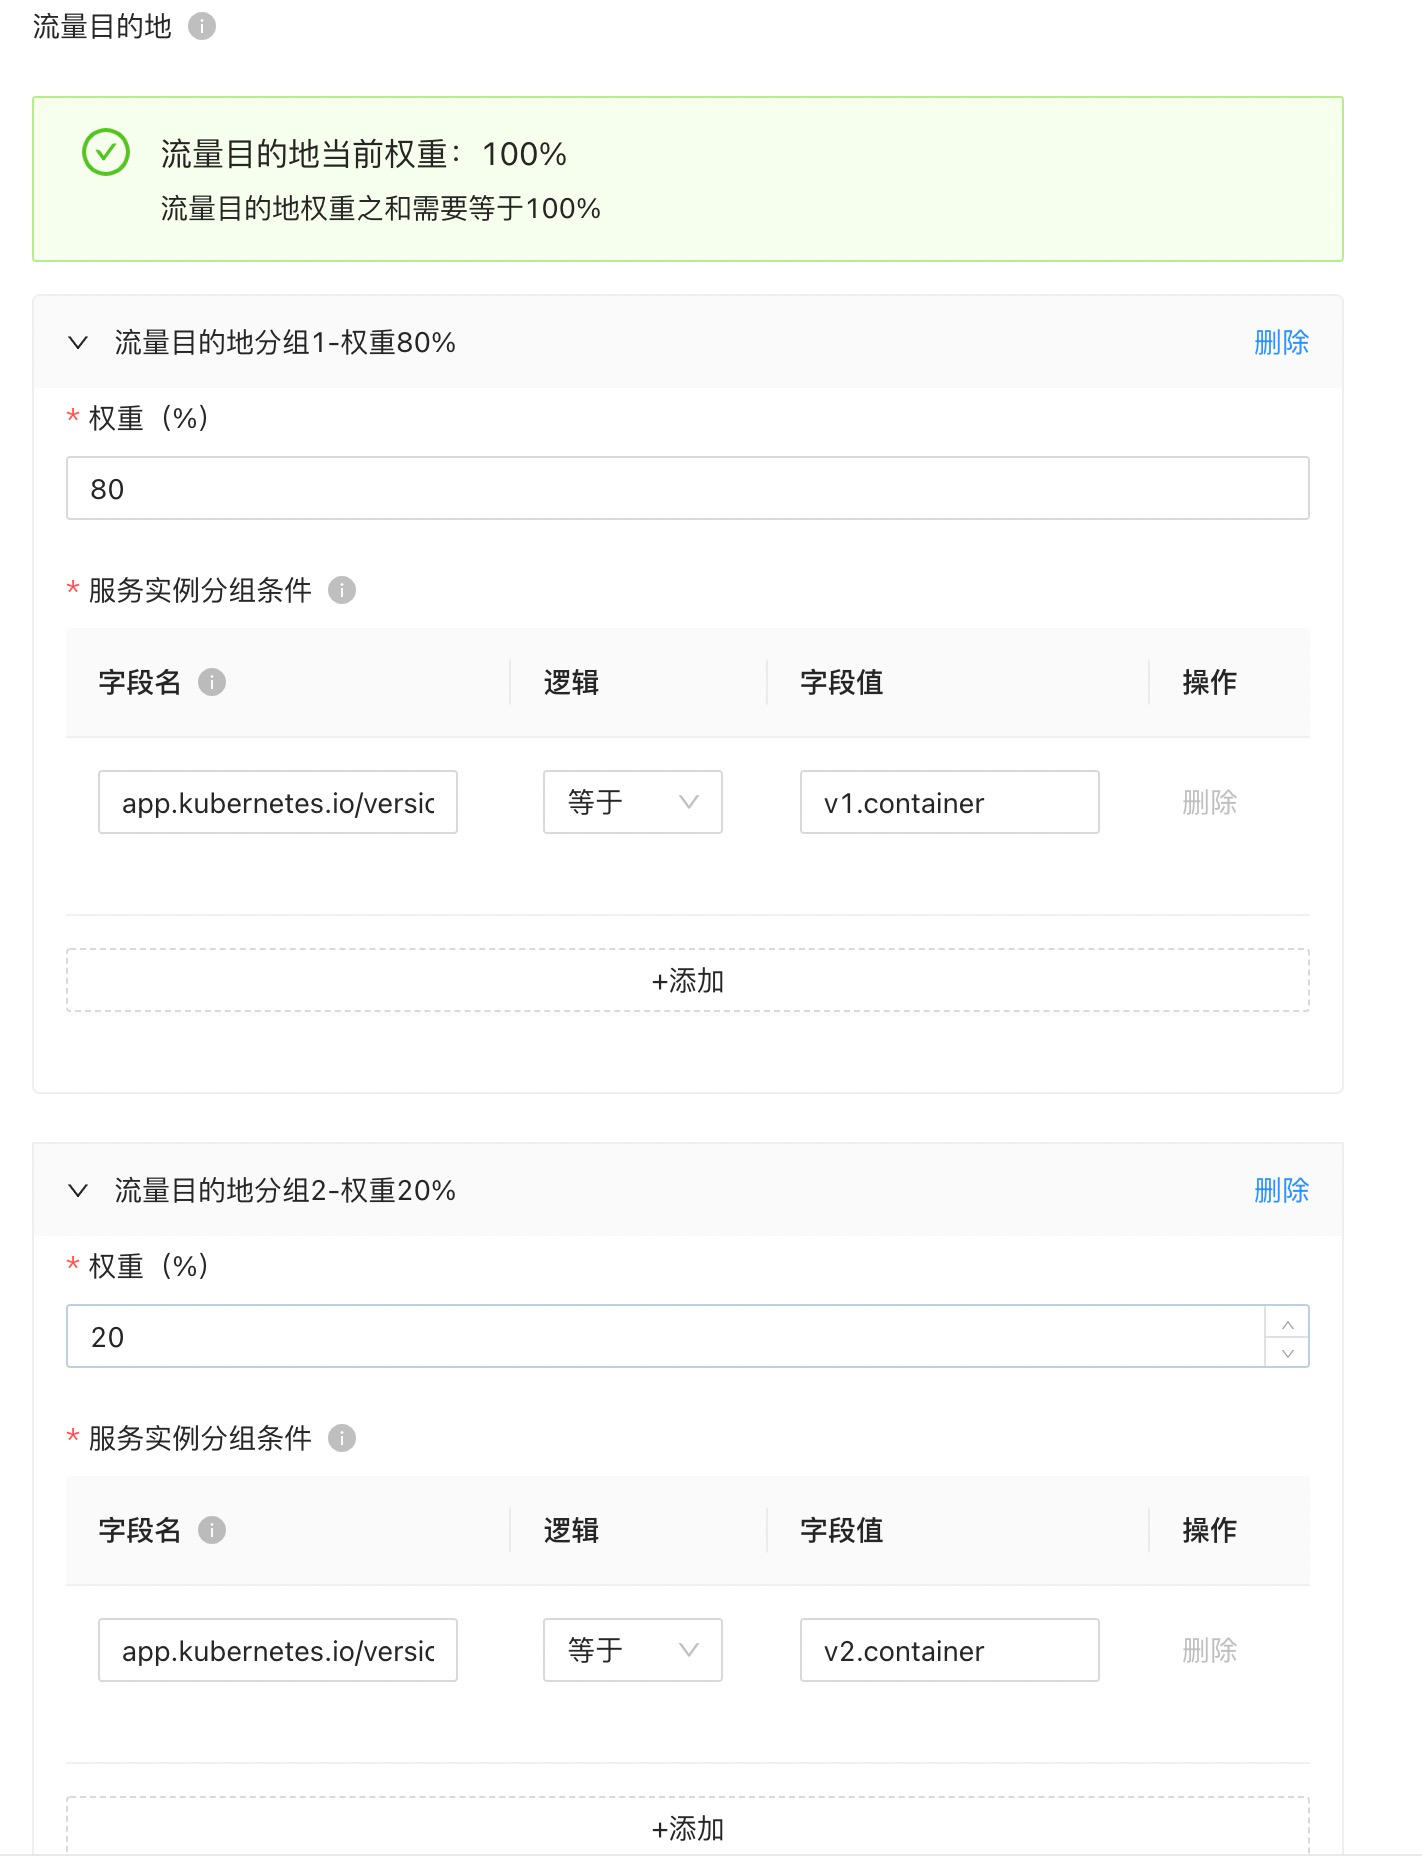 流量目的地
流量目的地当前权重：100%
流量目的地权重之和需要等于100%
流量目的地分组1-权重80% 删除
* 权重（%）
80
* 服务实例分组条件
字段名 逻辑 字段值 操作
app.kubernetes.io/versic 等于 v1.container 删除
+添加
流量目的地分组2-权重20% 删除
* 权重（%）
20
* 服务实例分组条件
字段名 逻辑 字段值 操作
app.kubernetes.io/versic 等于 v2.container 删除
+添加